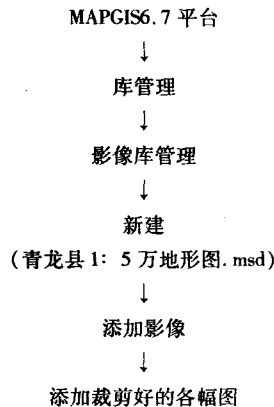 MAPGIS6.7平台
↓
库管理
↓
影像库管理
↓
新建
(青龙县1: 5万地形图.msd)
↓
添加影像
↓
添加裁剪好的各幅图